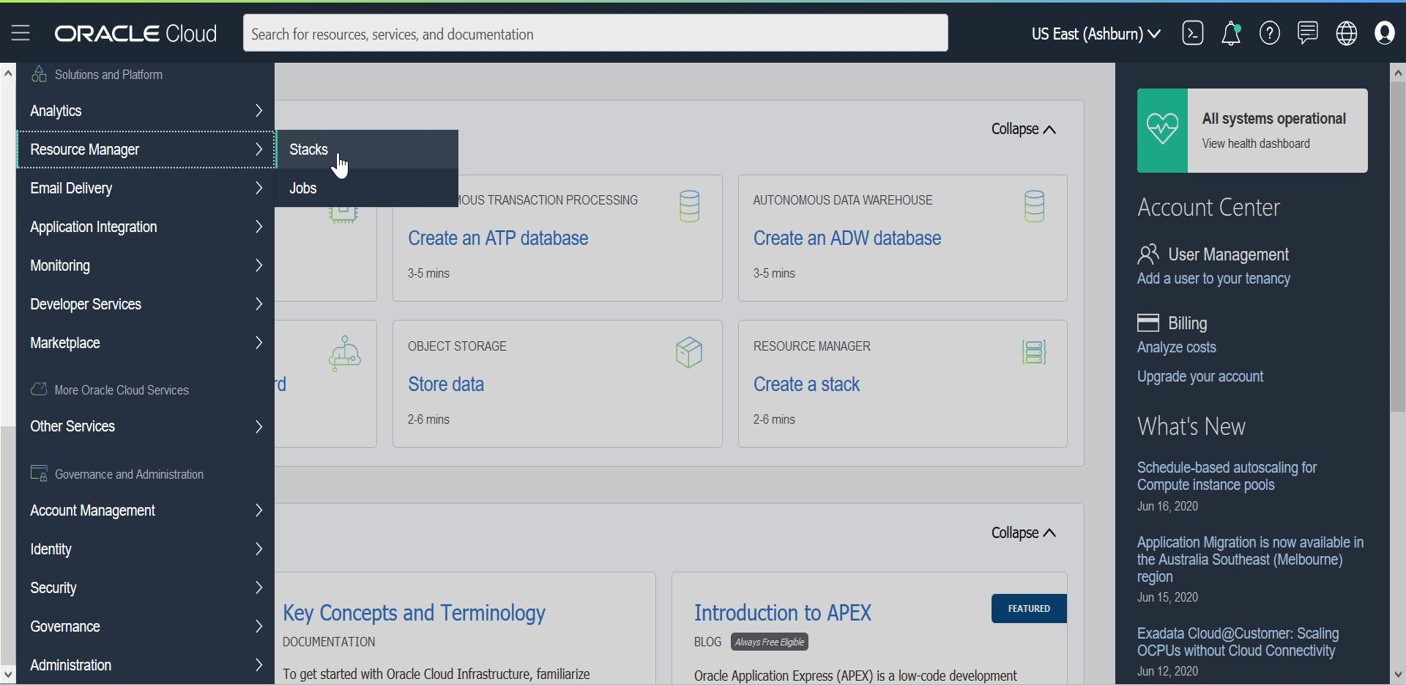 ORACLE Cloud
Search for resources, services, and documentation
US East (Ashburn)
Solutions and Platform
Analytics
Resource Manager
Email Delivery
Application Integration
Monitoring
Developer Services
Marketplace
More Oracle Cloud Services
Other Services
Governance and Administration
Account Management
Identity
Security
Governance
Administration
Stacks
Jobs
Collapse
OUS TRANSACTION PROCESSING
Create an ATP database
3-5 mins
AUTONOMOUS DATA WAREHOUSE
Create an ADW database
3-5 mins
rd
OBJECT STORAGE
Store data
2-6 mins
RESOURCE MANAGER
Create a stack
2-6 mins
Collapse
Key Concepts and Terminology
DOCUMENTATION
To get started with Oracle Cloud Infrastructure, familiarize
Introduction to APEX
FEATURED
BLOG Always Free Eligible
Oracle Application Express (APEX) is a low-code development
All systems operational
View health dashboard
Account Center
User Management
Add a user to your tenancy
Billing
Analyze costs
Upgrade your account
What's New
Schedule-based autoscaling for
Compute instance pools
Jun 16, 2020
Application Migration is now available in
the Australia Southeast (Melbourne)
region
Jun 15, 2020
Exadata Cloud@Customer: Scaling
OCPUs without Cloud Connectivity
Jun 12, 2020